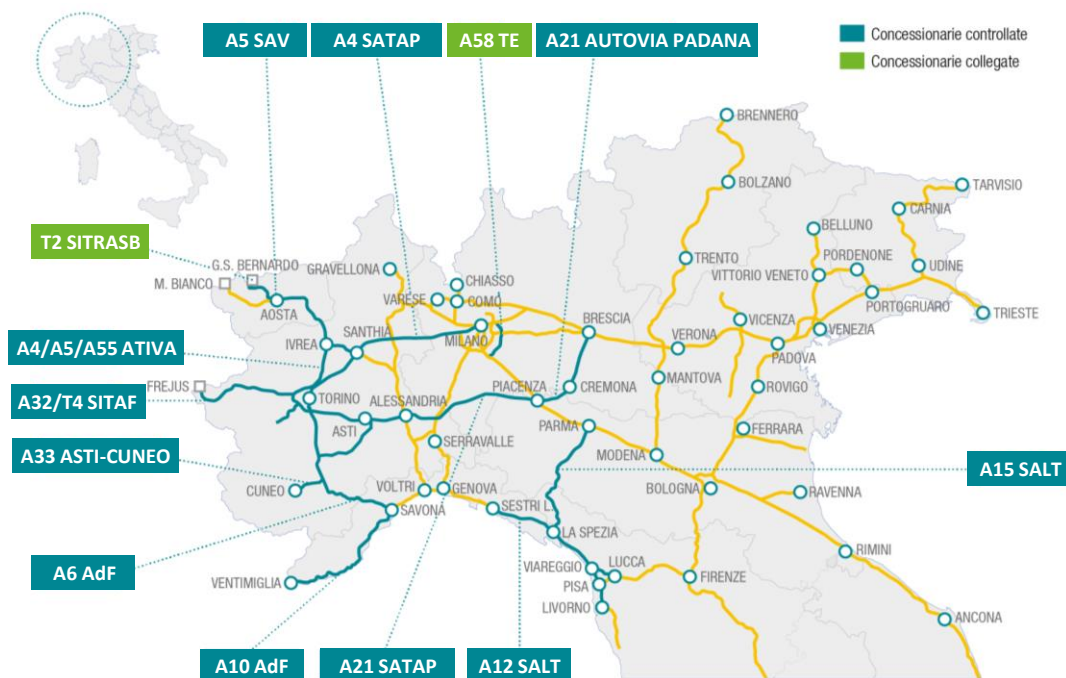 A5 SAV
A4 SATAP
A58 TE
A21 AUTOVIA PADANA
Concessionarie controllate
Concessionarie collegate
BRENNERO
BOLZANO
TARVISIO
CARNIA
BELLUNO
T2 SITRASB
G.S. BERNARDO
GRAVELLONA
CHIASSO
TRENTO
PORDENONE
UDINE
VITTORIO VENETO
M. BIANCO
VARESE
COMO
PORTOGRUARO
AOSTA
TRIESTE
SANTHIA
BRESCIA
VICENZA
VENEZIA
IVREA
MILANO
VERONA
PADOVA
A4/A5/A55 ATIVA
FREJUS
MANTOVA
ROVIGO
PIACENZA
CREMONA
A32/T4 SITAF
TORINO
ALESSANDRIA
ASTI
PARMA
FERRARA
SERRAVALLE
A33 ASTI-CUNEO
MODENA
A15 SALT
CUNEO
VOLTRI
GENOVA
BOLOGNA
RAVENNA
SAVONA
SESTRI L.
LA SPEZIA
RIMINI
A6 AdF
VIAREGGIO
LUCCA
VENTIMIGLIA
PISA
FIRENZE
LIVORNO
ANCONA
A10 AdF
A21 SATAP
A12 SALT